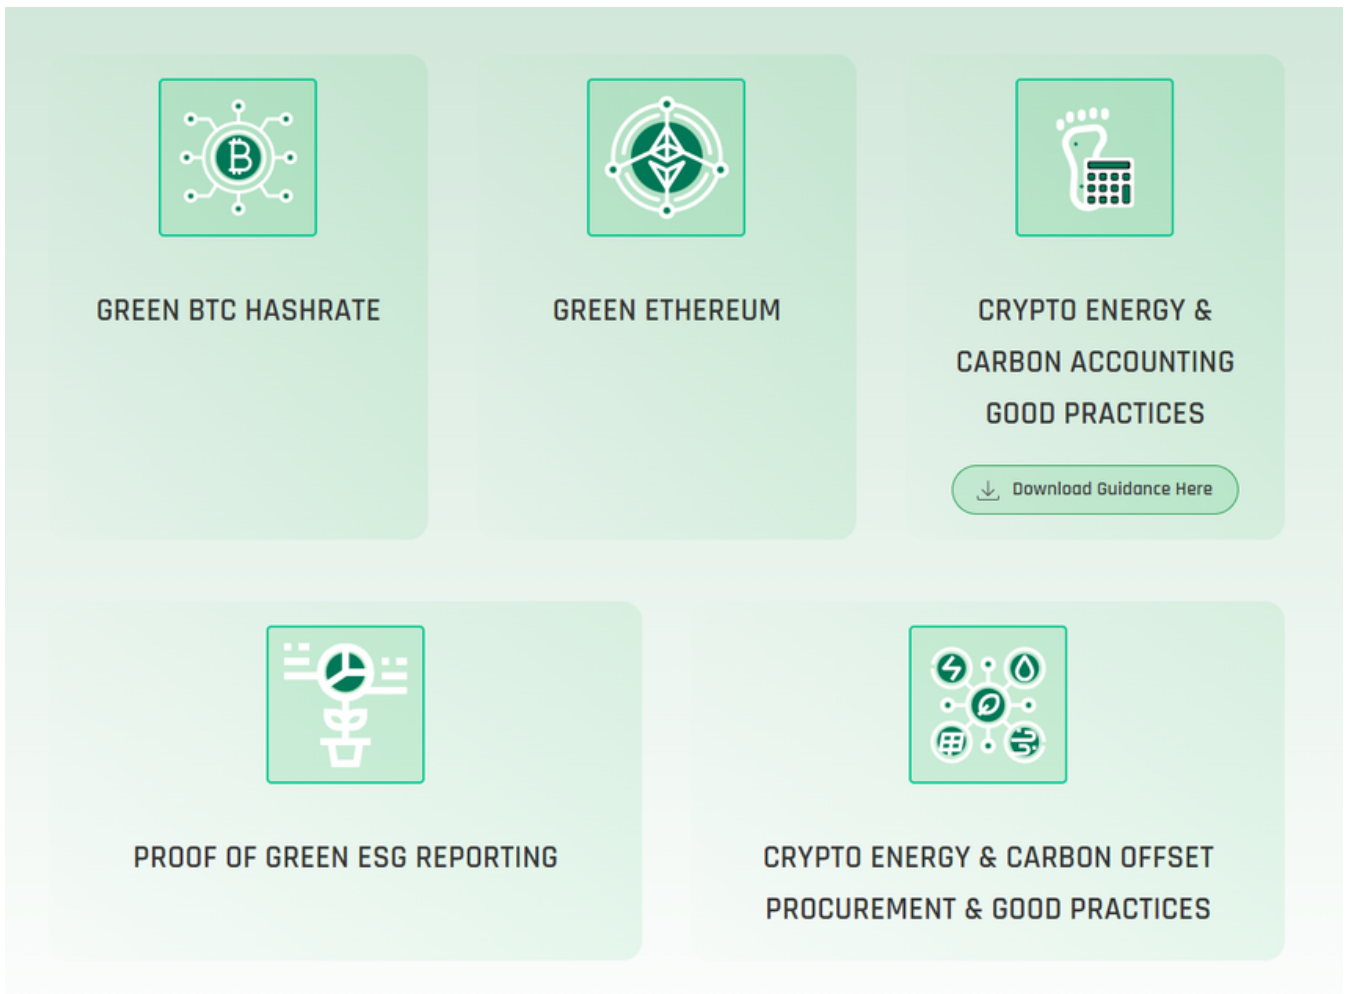 GREEN BTC HASHRATE
GREEN ETHEREUM
CRYPTO ENERGY &
CARBON ACCOUNTING
GOOD PRACTICES
Download Guidance Here
PROOF OF GREEN ESG REPORTING
CRYPTO ENERGY & CARBON OFFSET
PROCUREMENT & GOOD PRACTICES